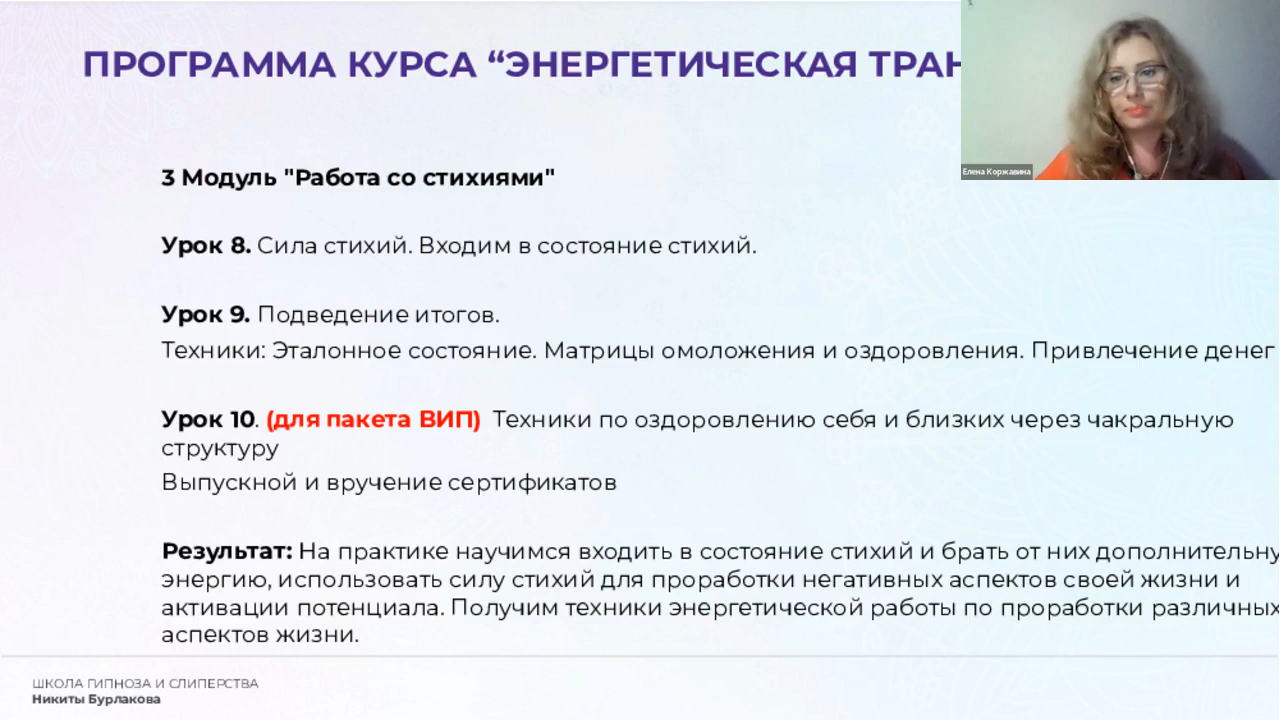 ПРОГРАММА КУРСА “ЭНЕРГЕТИЧЕСКАЯ
Елена Коржавина
3 Модуль "Работа со стихиями"
Урок 8. Сила стихий. Входим в состояние стихий.
Урок 9. Подведение итогов.
Техники: Эталонное состояние. Матрицы омоложения и оздоровления. Привлечение денег
Урок 10. (для пакета ВИП) Техники по оздоровлению себя и близких через чакральную
структуру
Выпускной и вручение сертификатов
Результат: На практике научимся входить в состояние стихий и брать от них
энергию, использовать силу стихий для проработки негативных аспектов своей жизни и
активации потенциала. Получим техники энергетической работы по проработки различных
аспектов жизни.
ШКОЛА ГИПНОЗА И СЛИПЕРСТВА
Никиты Бурлакова